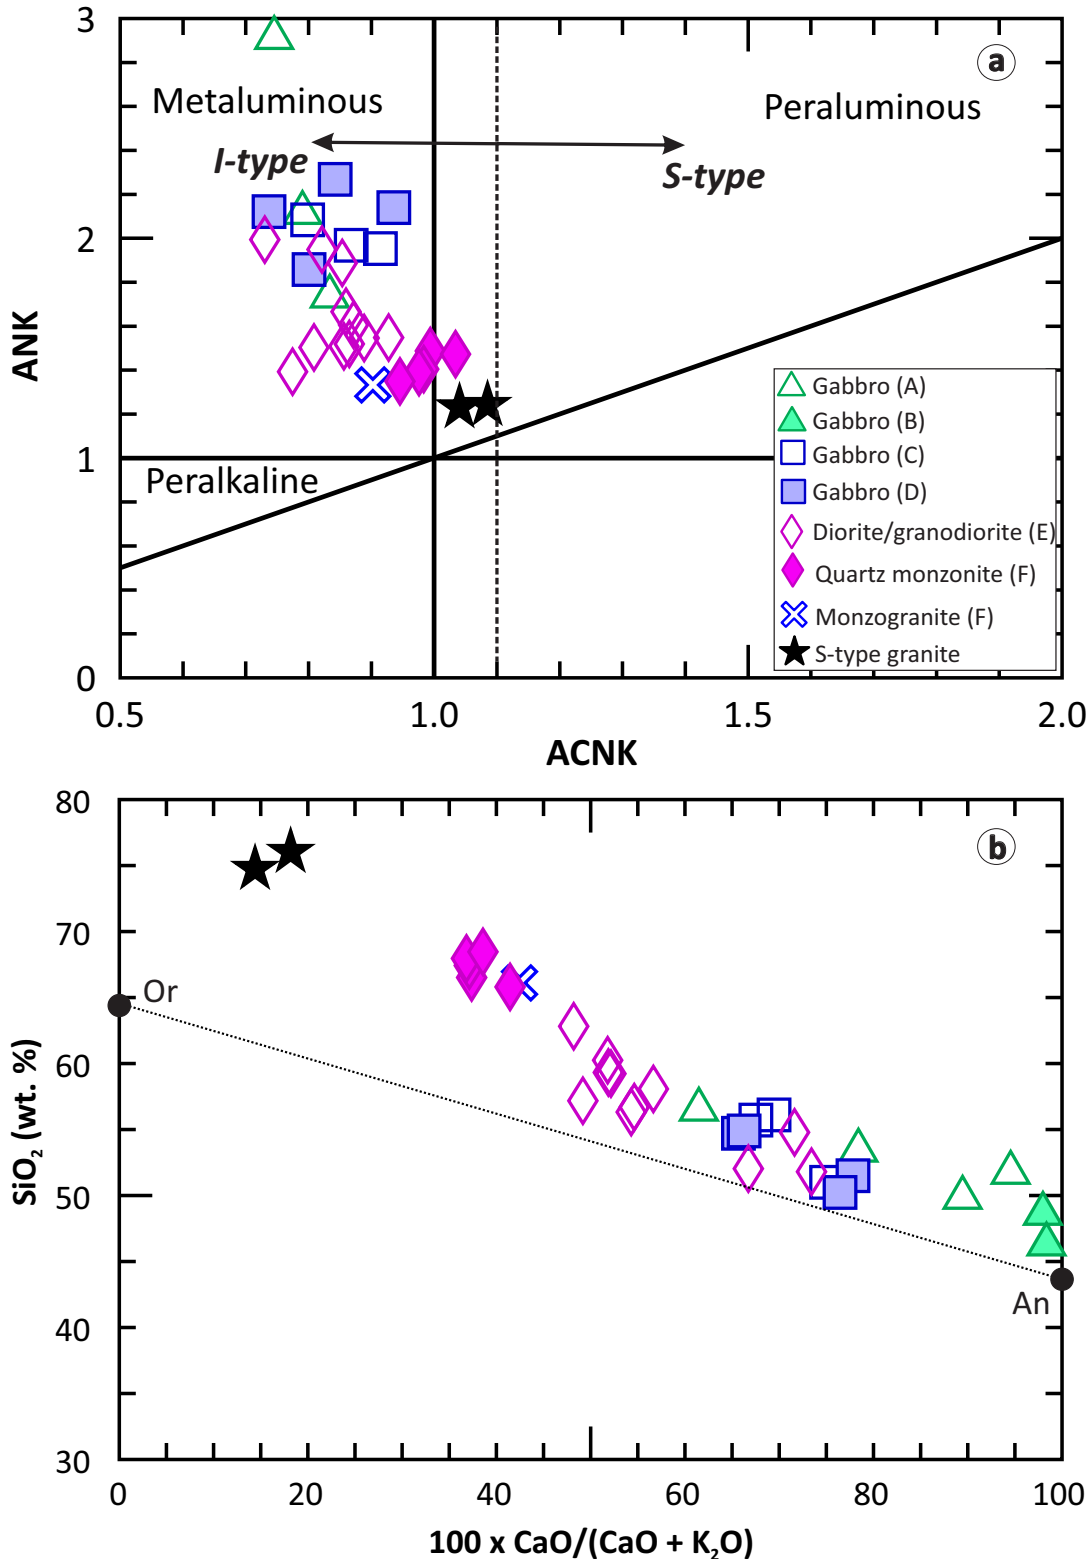 3
a
Metaluminous
Peraluminous
I-type
S-type
2
ANK
Gabbro (A)
Gabbro (B)
1
Gabbro (C)
Peralkaline
Gabbro (D)
Diorite/granodiorite (E)
Quartz monzonite (F)
Monzogranite (F)
S-type granite
0
0.5 1.0 1.5 2.0
ACNK
80
b
70
Or
60
SiO₂ (wt. %)
50
An
40
30
0 20 40 60 80 100
100 x CaO/(CaO + K₂O)